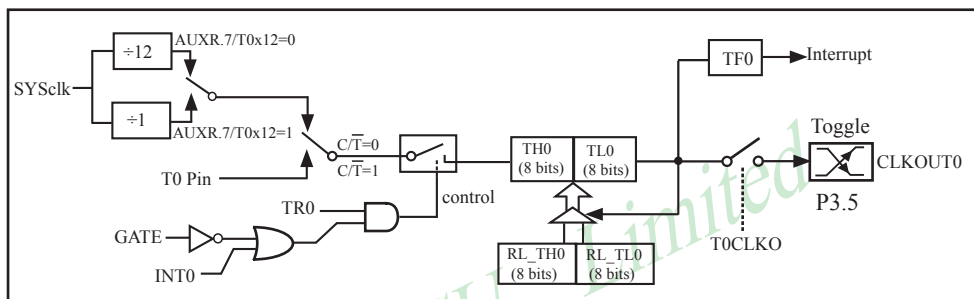 ÷12
AUXR.7/T0x12=0
SYSclk
÷1
AUXR.7/T0x12=1
T0 Pin
C/T̅=0
C/T̅=1
control
TR0
GATE
INT0
TH0
(8 bits)
TL0
(8 bits)
RL_TH0
(8 bits)
RL_TL0
(8 bits)
TF0
Interrupt
Toggle
CLKOUT0
P3.5
T0CLKO
Limited